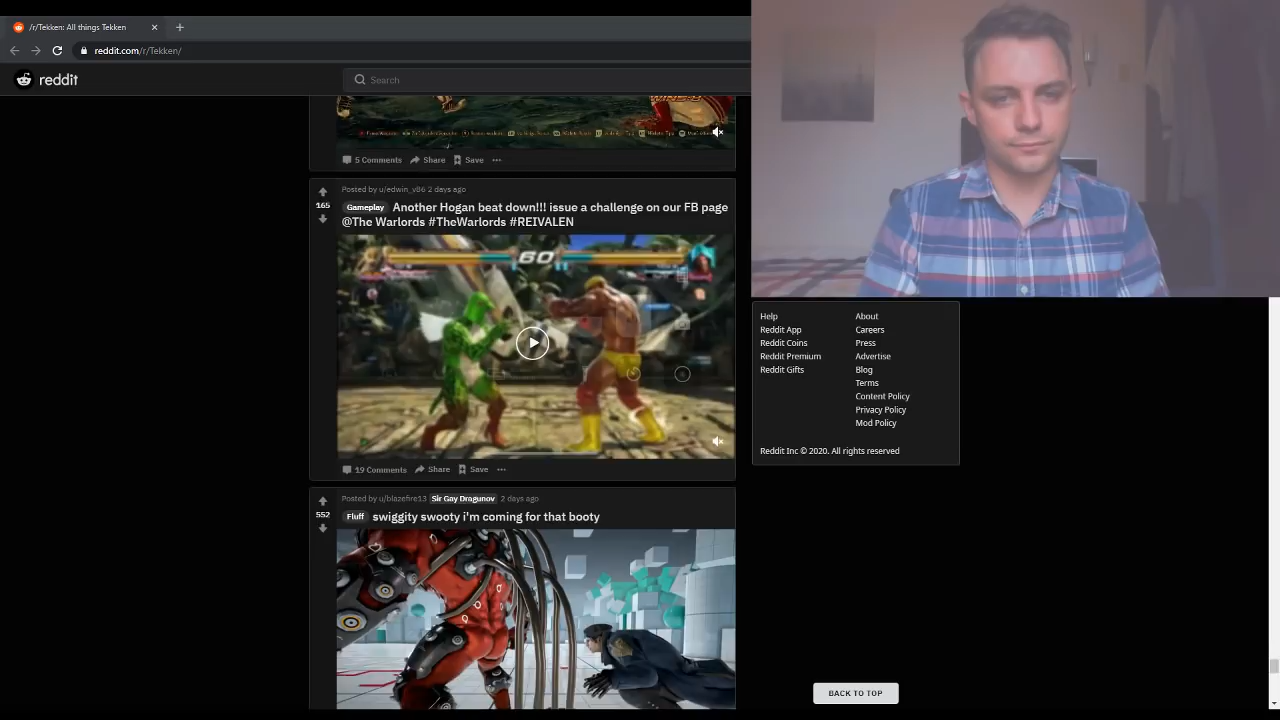 /r/Tekken: All things Tekken
reddit.com/r/Tekken/
reddit
Search
5 Comments Share Save
Posted by u/edwin_v86 2 days ago
165
Gameplay Another Hogan beat down!!! issue a challenge on our FB page
@The Warlords #TheWarlords #REIVALEN
60
19 Comments Share Save
Posted by u/blazefire13 Sir Gay Dragunov 2 days ago
552
Fluff swiggity swooty i'm coming for that booty
Help About
Reddit App Careers
Reddit Coins Press
Reddit Premium Advertise
Reddit Gifts Blog
Terms
Content Policy
Privacy Policy
Mod Policy
Reddit Inc © 2020. All rights reserved
BACK TO TOP